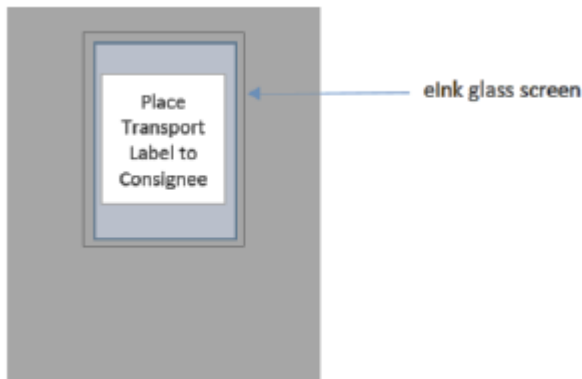 Place
Transport
Label to
Consignee
eInk glass screen